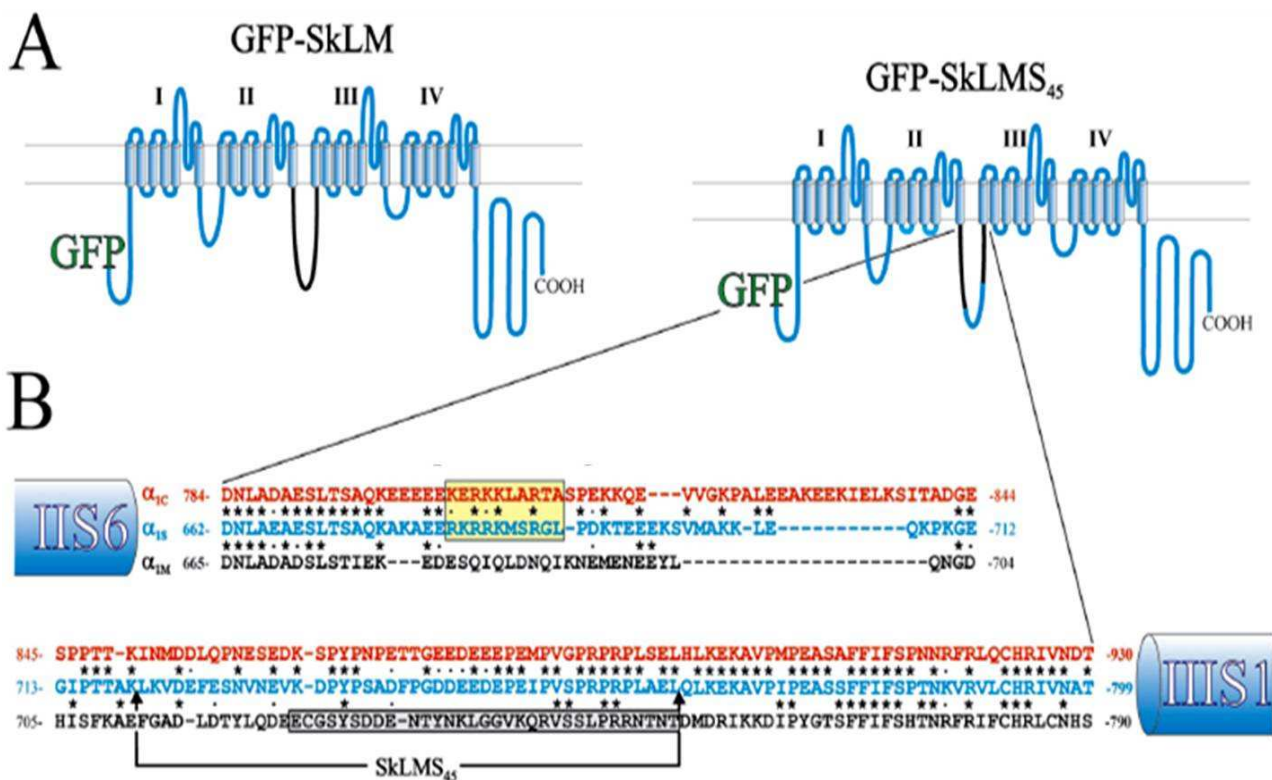 A
GFP-SkLM
GFP-SkLMS45
I II III IV
I II III IV
GFP
COOH
GFP
COOH
B
IIS6
α1C 784- DNLADAESLTSAQKEEEEEKERKKLARTASPEKKQE---VVGKPALEEAKEEKIELKSITADGE -844
α1S 662- DNLAEAESLTSAQKAKAEERKRRKMSRGL-PDKTEEEKSVMAKK-LE-----------QKPKGE -712
α1M 665- DNLADADSLSTIEK---EDESQIQLDNQIKNEMENEEYL---------------------QNGD -704
845- SPPTT-KINMDDLQPNESEDK-SPYPNPETTGEEDEEEPEMPVGPRPRPLSELHLKEKAVPMPEASAFFIFSPNNRFRLQCHRIVNDT -930
713- GIPTTAKLKVDEFESNVNEVK-DPYPSADFPGDDEEDEPEIPVSPRPRPLAELQLKEKAVPIPEASSFFIFSPTNKVRVLCHRIVNAT -799
705- HISFKAEFGAD-LDTYLQDEECGSYSDDE-NTYNKLGGVKQRVSSLPRRNTNTDMDRIKKDIPYGTSFFIFSHTNRFRIFCHRLCNHS -790
IIIS1
SkLMS45